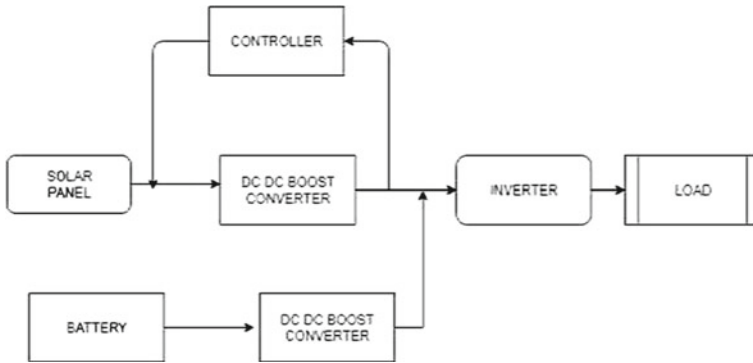 CONTROLLER
SOLAR
PANEL
DC DC BOOST
CONVERTER
INVERTER
LOAD
BATTERY
DC DC BOOST
CONVERTER